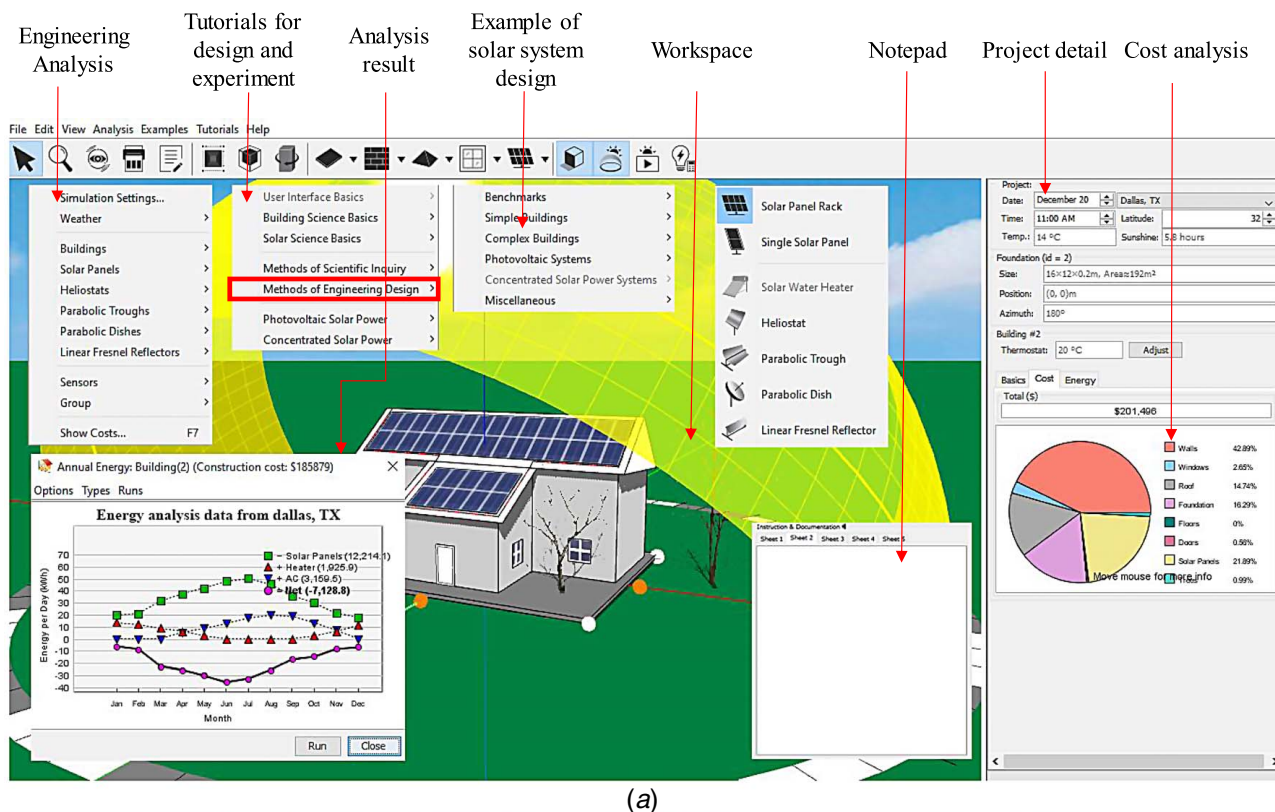 Engineering
Analysis
Tutorials for
design and
experiment
Analysis
result
Example of
solar system
design
Workspace
Notepad
Project detail
Cost analysis
File Edit View Analysis Examples Tutorials Help
Simulation Settings...
Weather
Buildings
Solar Panels
Heliostats
Parabolic Troughs
Parabolic Dishes
Linear Fresnel Reflectors
Sensors
Group
Show Costs... F7
User Interface Basics
Building Science Basics
Solar Science Basics
Methods of Scientific Inquiry
Methods of Engineering Design
Photovoltaic Solar Power
Concentrated Solar Power
Benchmarks
Simple Buildings
Complex Buildings
Photovoltaic Systems
Concentrated Solar Power Systems
Miscellaneous
Solar Panel Rack
Single Solar Panel
Solar Water Heater
Heliostat
Parabolic Trough
Parabolic Dish
Linear Fresnel Reflector
Project:
Date: December 20 Dallas, TX
Time: 11:00 AM Latitude: 32
Temp.: 14 ºC Sunshine: 5.8 hours
Foundation (id = 2)
Size: 16×12×0.2m, Area≅192m²
Position: (0, 0)m
Azimuth: 180º
Building #2
Thermostat: 20 ºC Adjust
Basics Cost Energy
Total ($)
$201,496
Walls 42.89%
Windows 2.65%
Roof 14.74%
Foundation 16.29%
Floors 0%
Doors 0.56%
Solar Panels 21.89%
0.99%
Move mouse for more info
Annual Energy: Building(2) (Construction cost: $185879)
Options Types Runs
Energy analysis data from dallas, TX
Solar Panels (12,214.1)
+ Heater (1,925.9)
+ AC (3,159.5)
= Net (-7,128.8)
Energy per Day (kWh)
70
60
50
40
30
20
10
0
-10
-20
-30
-40
Jan Feb Mar Apr May Jun Jul Aug Sep Oct Nov Dec
Month
Run Close
Instruction & Documentation
Sheet 1 Sheet 2 Sheet 3 Sheet 4 Sheet
(a)